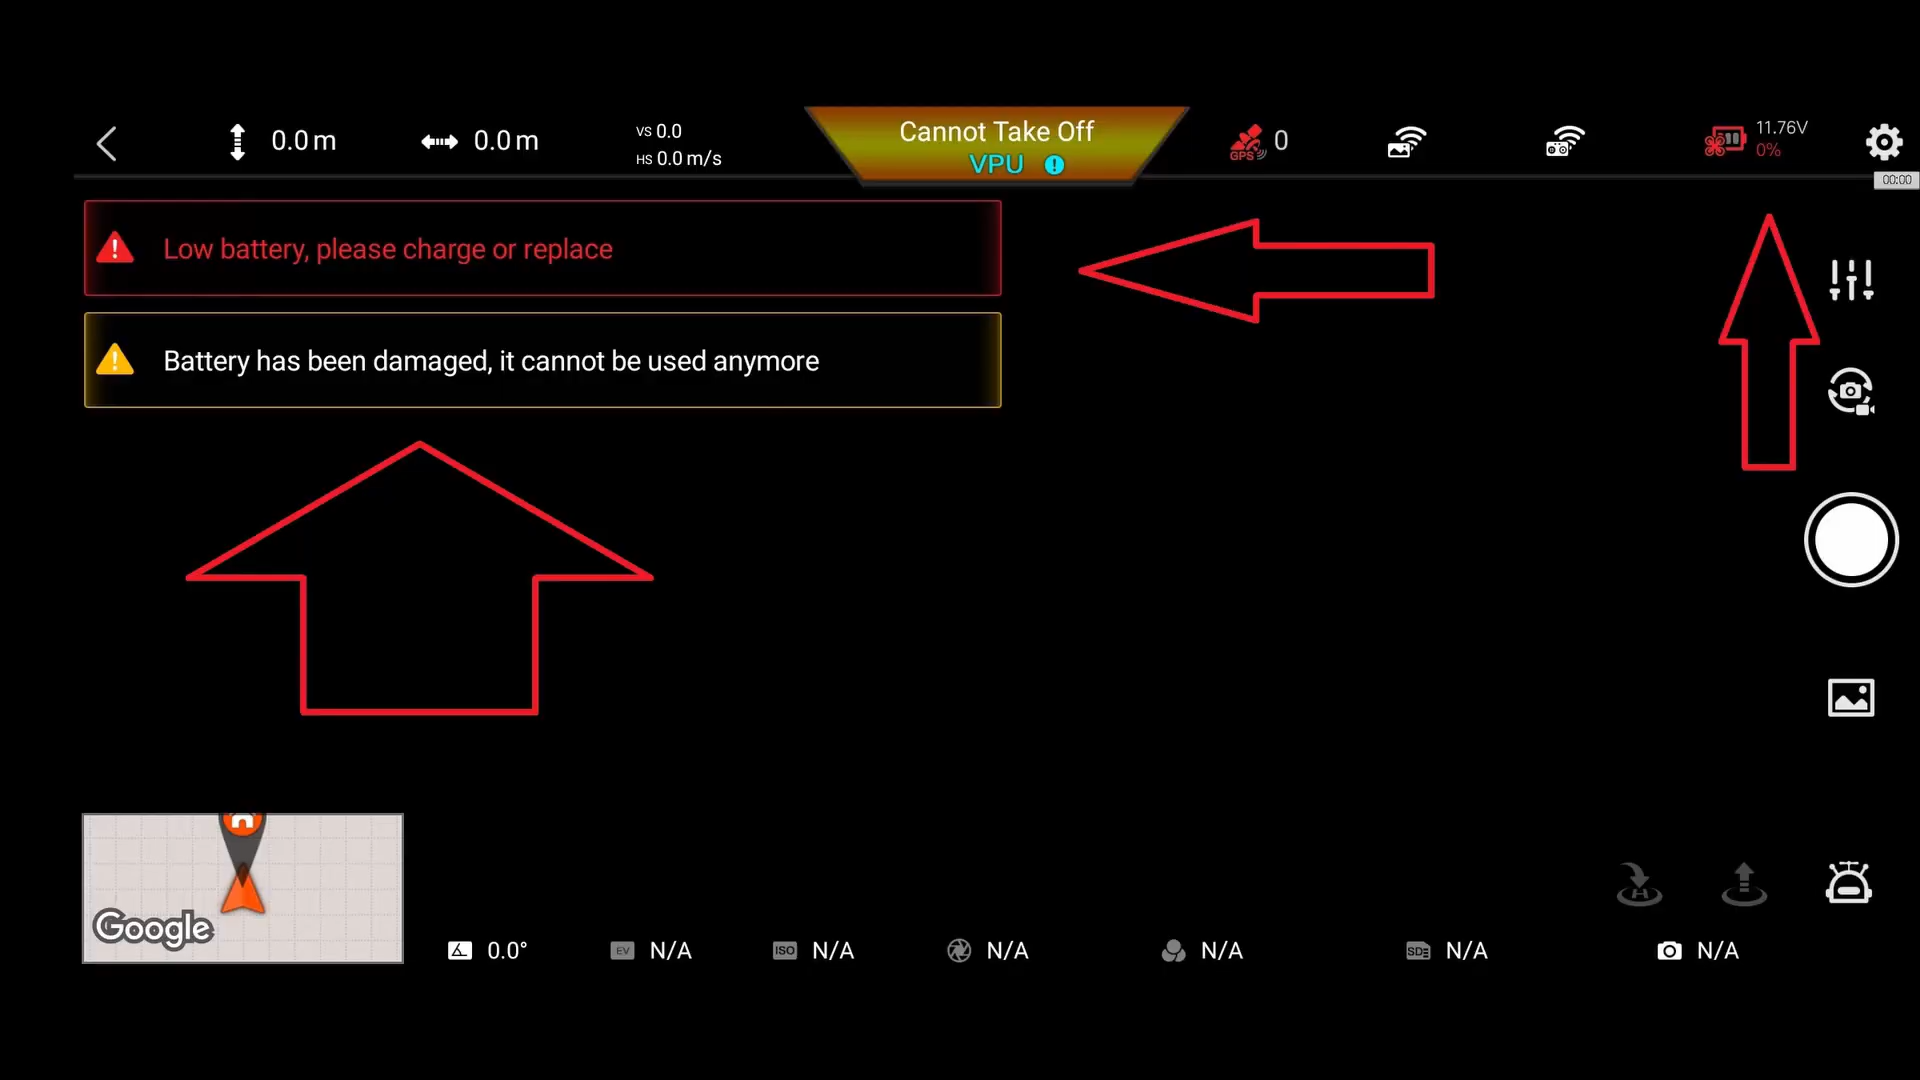 0.0 m
0.0 m
VS 0.0
HS 0.0 m/s
Cannot Take Off
VPU
GPS
0
11.76V
0%
00:00
Low battery, please charge or replace
Battery has been damaged, it cannot be used anymore
Google
H
0.0°
EV N/A
ISO N/A
N/A
N/A
SD N/A
N/A